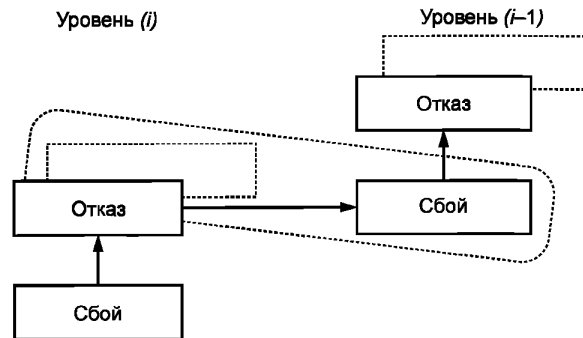 Уровень (i)
Уровень (i–1)
Отказ
Отказ
Сбой
Сбой